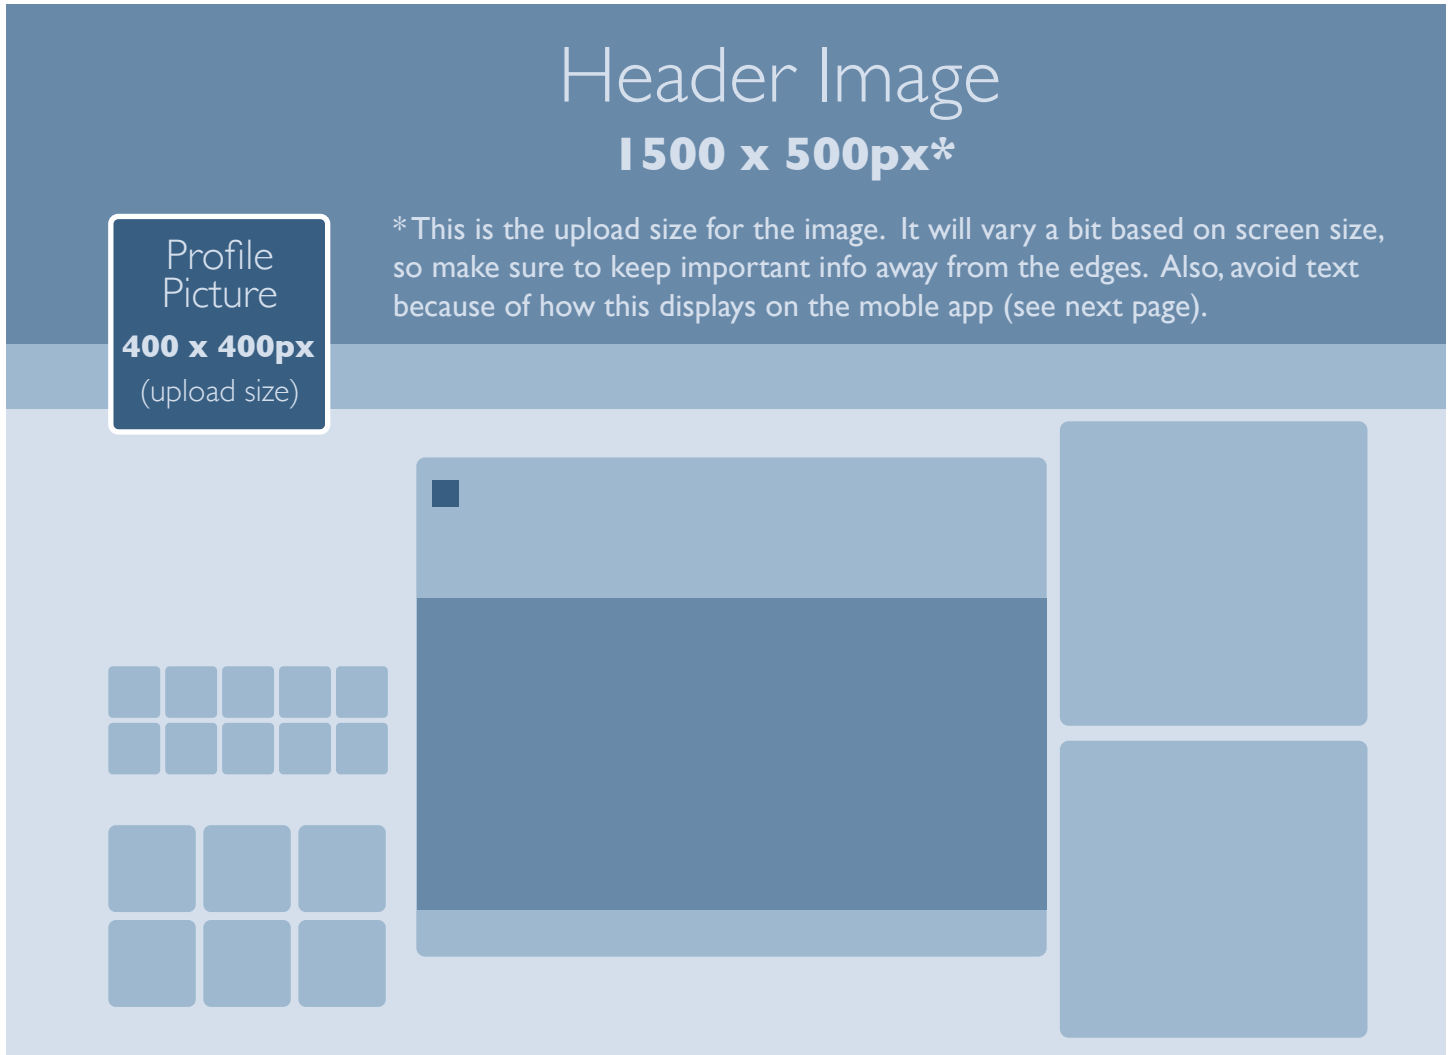 Header Image
1500 x 500px*
* This is the upload size for the image. It will vary a bit based on screen size,
so make sure to keep important info away from the edges. Also, avoid text
because of how this displays on the moble app (see next page).
Profile
Picture
400 x 400px
(upload size)